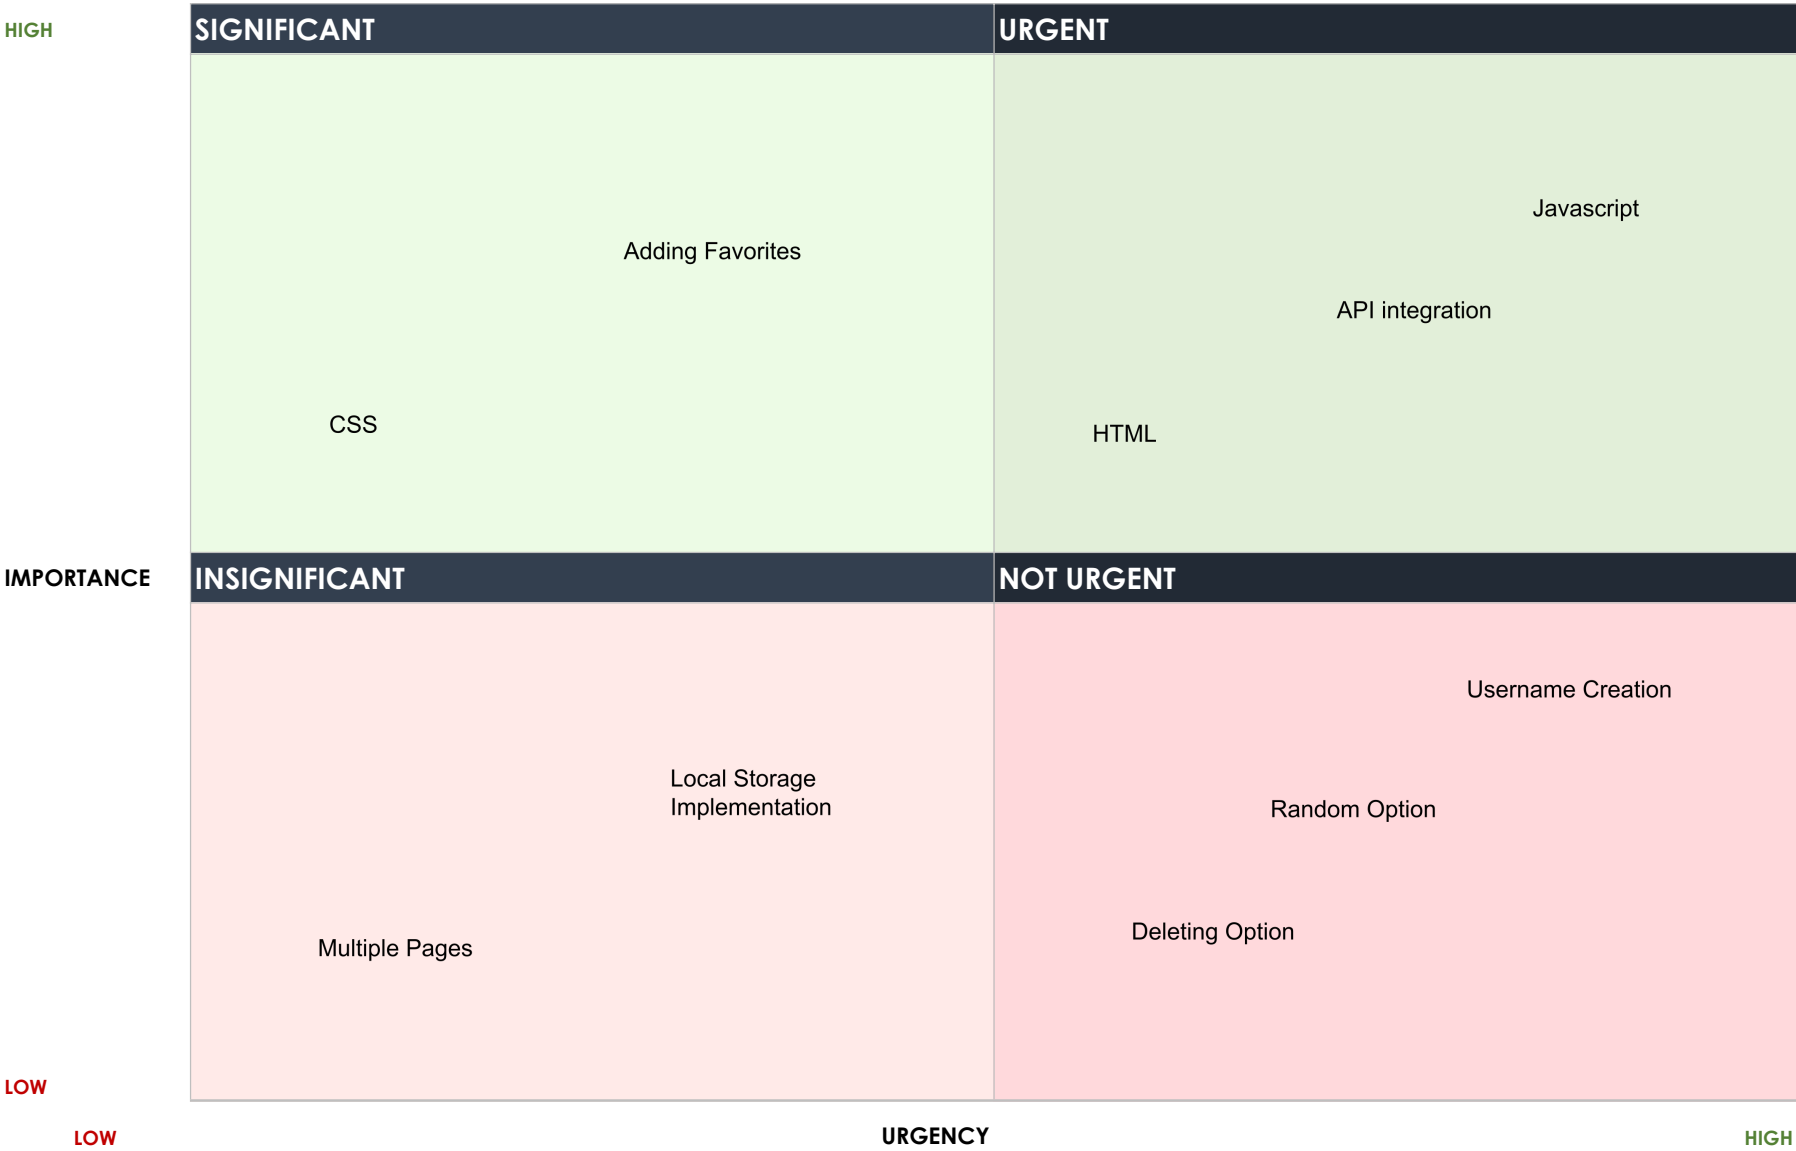 HIGH
SIGNIFICANT
URGENT
Javascript
Adding Favorites
API integration
CSS
HTML
IMPORTANCE
INSIGNIFICANT
NOT URGENT
Username Creation
Local Storage
Implementation
Random Option
Deleting Option
Multiple Pages
LOW
LOW
URGENCY
HIGH